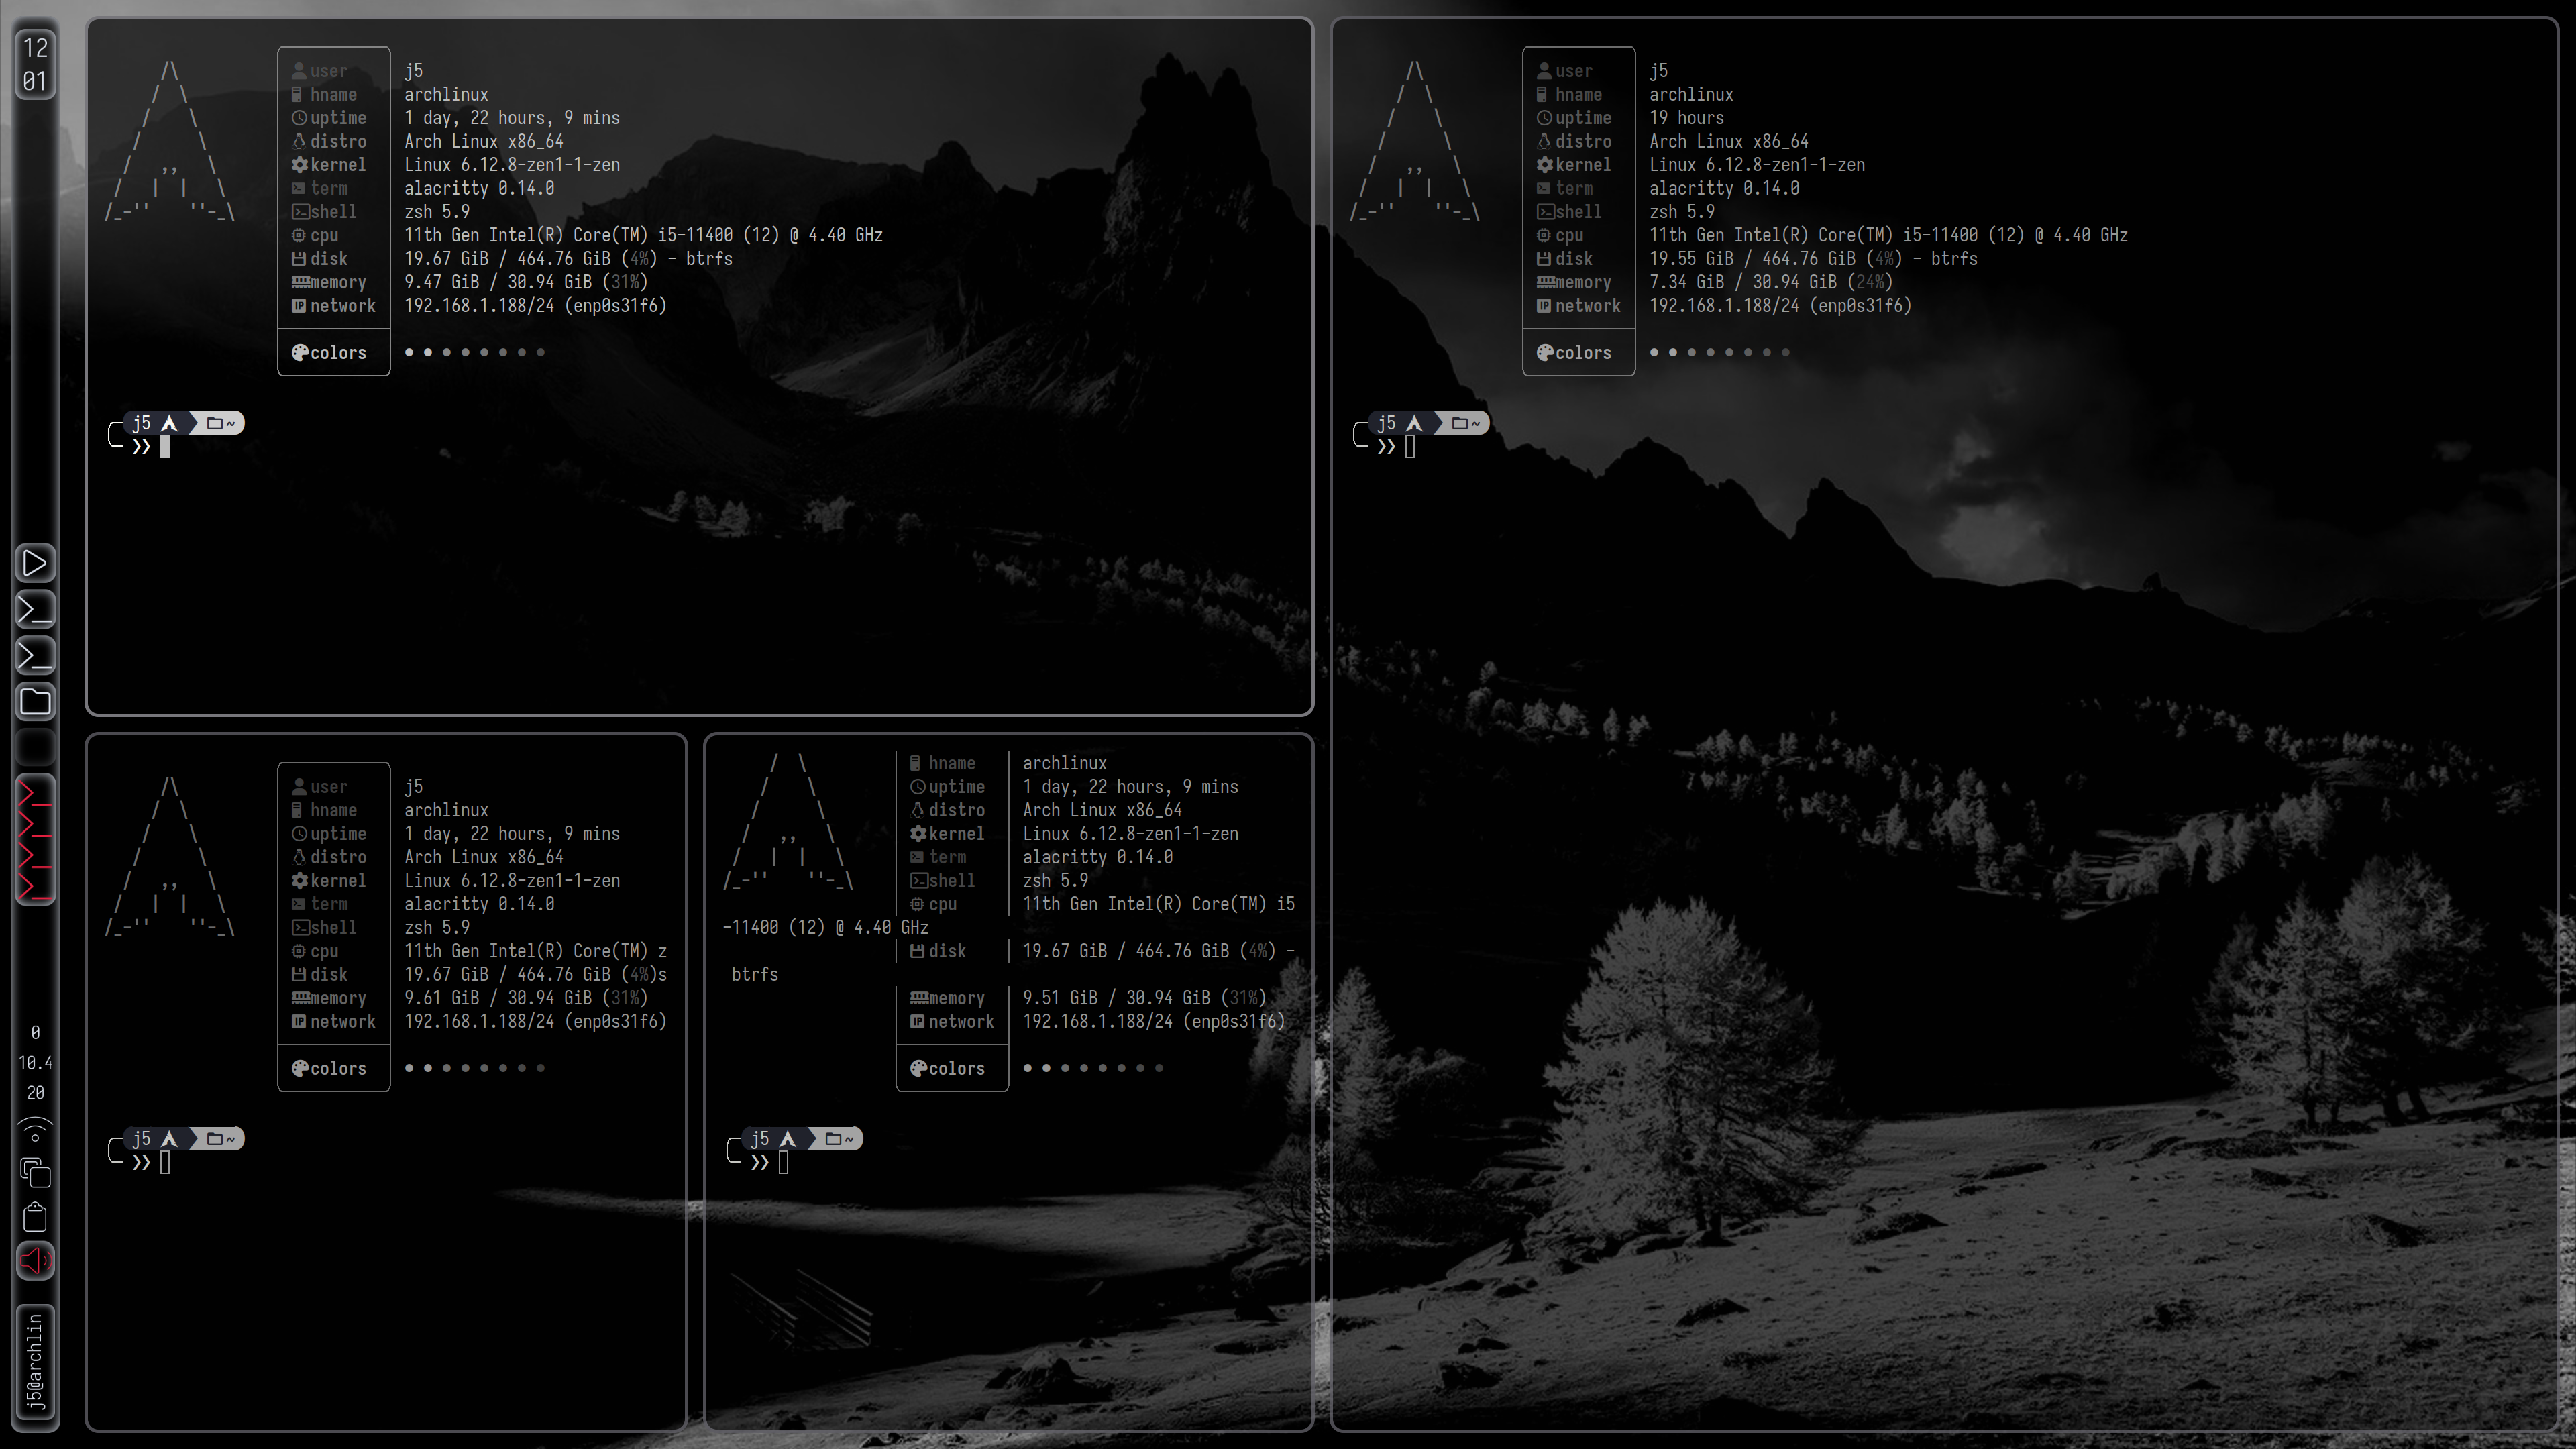 12
01
0
10.4
20
j5@archlin
user j5
hname archlinux
uptime 1 day, 22 hours, 9 mins
distro Arch Linux x86_64
kernel Linux 6.12.8-zen1-1-zen
term alacritty 0.14.0
shell zsh 5.9
cpu 11th Gen Intel(R) Core(TM) i5-11400 (12) @ 4.40 GHz
disk 19.67 GiB / 464.76 GiB (4%) - btrfs
memory 9.47 GiB / 30.94 GiB (31%)
IP network 192.168.1.188/24 (enp0s31f6)
colors
j5 ~
❯❯
user j5
hname archlinux
uptime 19 hours
distro Arch Linux x86_64
kernel Linux 6.12.8-zen1-1-zen
term alacritty 0.14.0
shell zsh 5.9
cpu 11th Gen Intel(R) Core(TM) i5-11400 (12) @ 4.40 GHz
disk 19.55 GiB / 464.76 GiB (4%) - btrfs
memory 7.34 GiB / 30.94 GiB (24%)
IP network 192.168.1.188/24 (enp0s31f6)
colors
j5 ~
❯❯
user j5
hname archlinux
uptime 1 day, 22 hours, 9 mins
distro Arch Linux x86_64
kernel Linux 6.12.8-zen1-1-zen
term alacritty 0.14.0
shell zsh 5.9
cpu 11th Gen Intel(R) Core(TM) z
disk 19.67 GiB / 464.76 GiB (4%)s
memory 9.61 GiB / 30.94 GiB (31%)
IP network 192.168.1.188/24 (enp0s31f6)
colors
j5 ~
❯❯
hname archlinux
uptime 1 day, 22 hours, 9 mins
distro Arch Linux x86_64
kernel Linux 6.12.8-zen1-1-zen
term alacritty 0.14.0
shell zsh 5.9
cpu 11th Gen Intel(R) Core(TM) i5
-11400 (12) @ 4.40 GHz
disk 19.67 GiB / 464.76 GiB (4%) -
btrfs
memory 9.51 GiB / 30.94 GiB (31%)
IP network 192.168.1.188/24 (enp0s31f6)
colors
j5 ~
❯❯